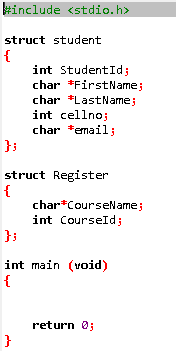 #include <stdio.h>
struct student
{
int StudentId;
char *FirstName;
char *LastName;
int cellno;
char *email;
};
struct Register
{
char*CourseName;
int CourseId;
};
int main (void)
{
return 0;
}